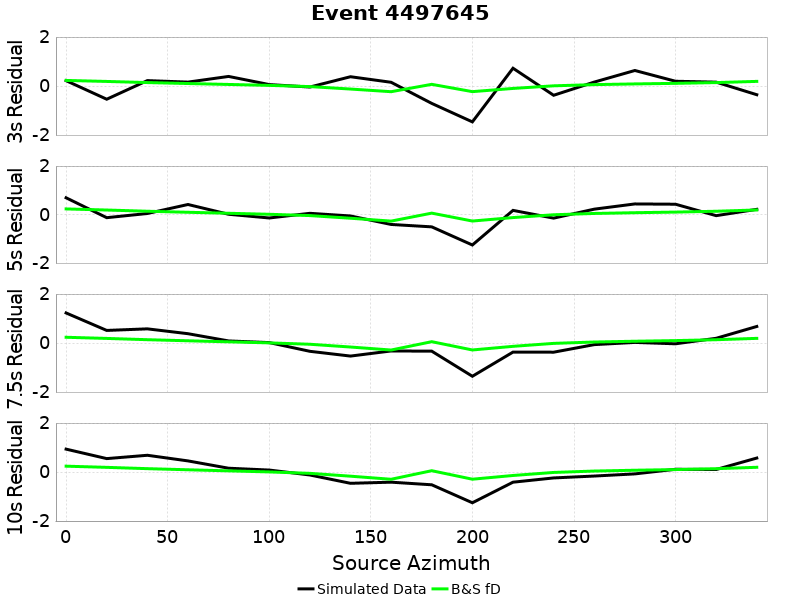 Event 4497645
3s Residual
2
0
-2
5s Residual
2
0
-2
7.5s Residual
2
0
-2
10s Residual
2
0
-2
0 50 100 150 200 250 300
Source Azimuth
Simulated Data B&S fD